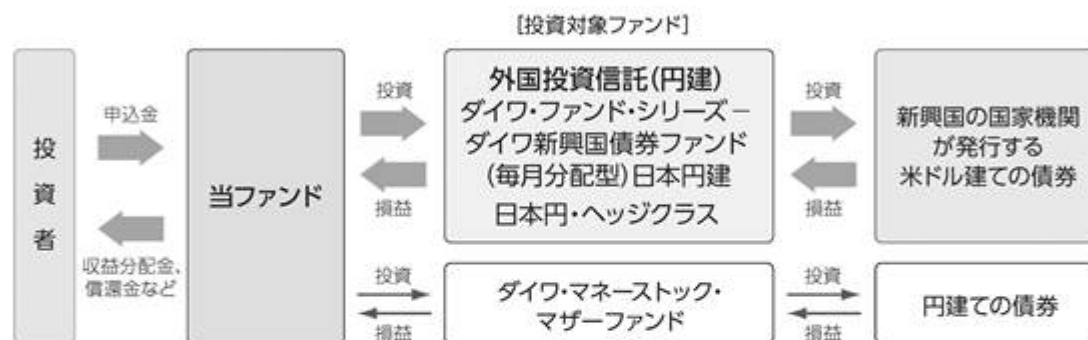 [投資対象ファンド]
投資者
申込金
収益分配金、
償還金など
当ファンド
投資
損益
外国投資信託(円建)
ダイワ・ファンド・シリーズ－
ダイワ新興国債券ファンド
(毎月分配型)日本円建
日本円・ヘッジクラス
投資
損益
新興国の国家機関
が発行する
米ドル建ての債券
投資
損益
ダイワ・マネーストック・
マザーファンド
投資
損益
円建ての債券